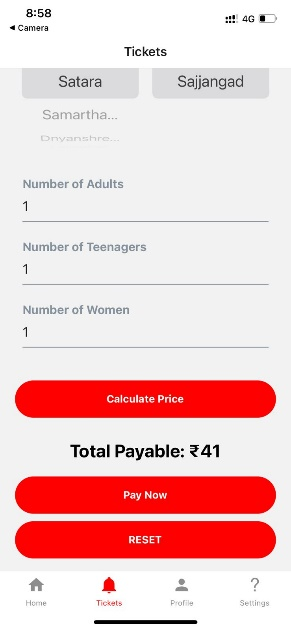 8:58
4G
◀ Camera
Tickets
Satara
Sajjangad
Samartha...
Dnyanshre...
Number of Adults
1
Number of Teenagers
1
Number of Women
1
Calculate Price
Total Payable: ₹41
Pay Now
RESET
Home
Tickets
Profile
Settings